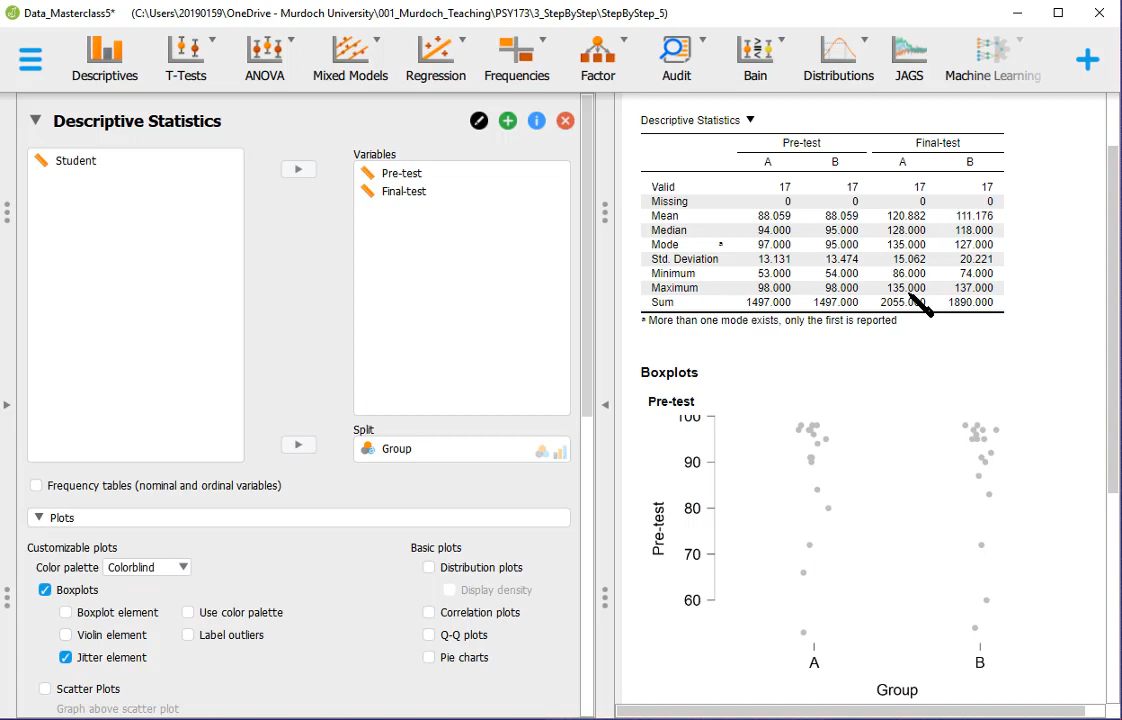 Data_Masterclass5* (C:\Users\20190159\OneDrive - Murdoch University\001_Murdoch_Teaching\PSY173\3_StepByStep\StepByStep_5)
Descriptives T-Tests ANOVA Mixed Models Regression Frequencies Factor Audit Bain Distributions JAGS Machine Learning
Descriptive Statistics
Student
Variables
Pre-test
Final-test
Split
Group
Frequency tables (nominal and ordinal variables)
Plots
Customizable plots
Color palette Colorblind
Boxplots
Boxplot element Use color palette
Violin element Label outliers
Jitter element
Scatter Plots
Graph above scatter plot
Basic plots
Distribution plots
Display density
Correlation plots
Q-Q plots
Pie charts
Descriptive Statistics
Pre-test Final-test
A B A B
Valid 17 17 17 17
Missing 0 0 0 0
Mean 88.059 88.059 120.882 111.176
Median 94.000 95.000 128.000 118.000
Mode a 97.000 95.000 135.000 127.000
Std. Deviation 13.131 13.474 15.062 20.221
Minimum 53.000 54.000 86.000 74.000
Maximum 98.000 98.000 135.000 137.000
Sum 1497.000 1497.000 2055.000 1890.000
a More than one mode exists, only the first is reported
Boxplots
Pre-test
100
90
80
70
60
Pre-test
A B
Group